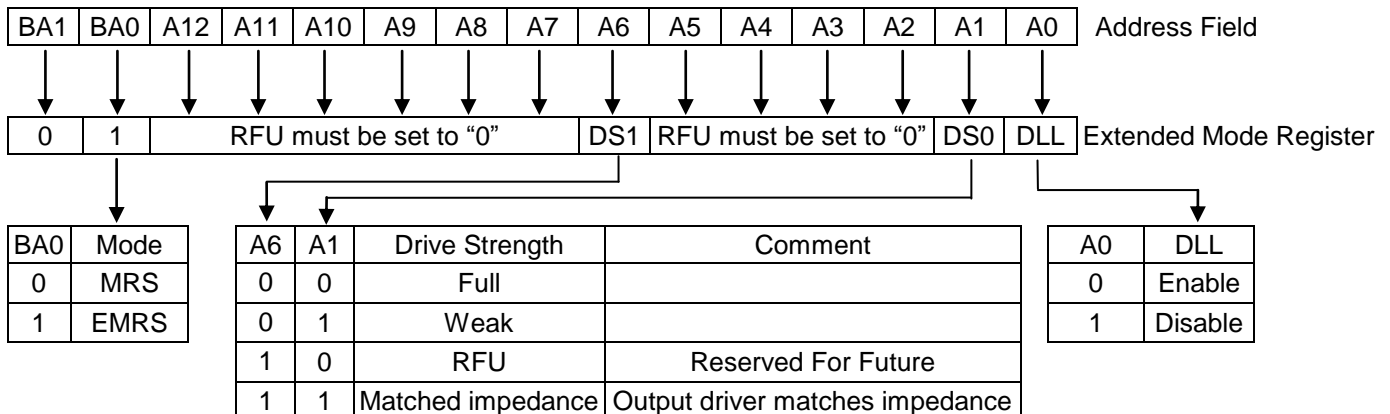 BA1 BA0 A12 A11 A10 A9 A8 A7 A6 A5 A4 A3 A2 A1 A0 Address Field
0 1 RFU must be set to “0” DS1 RFU must be set to “0” DS0 DLL Extended Mode Register
BA0 Mode
0 MRS
1 EMRS
A6 A1 Drive Strength Comment
0 0 Full
0 1 Weak
1 0 RFU Reserved For Future
1 1 Matched impedance Output driver matches impedance
A0 DLL
0 Enable
1 Disable